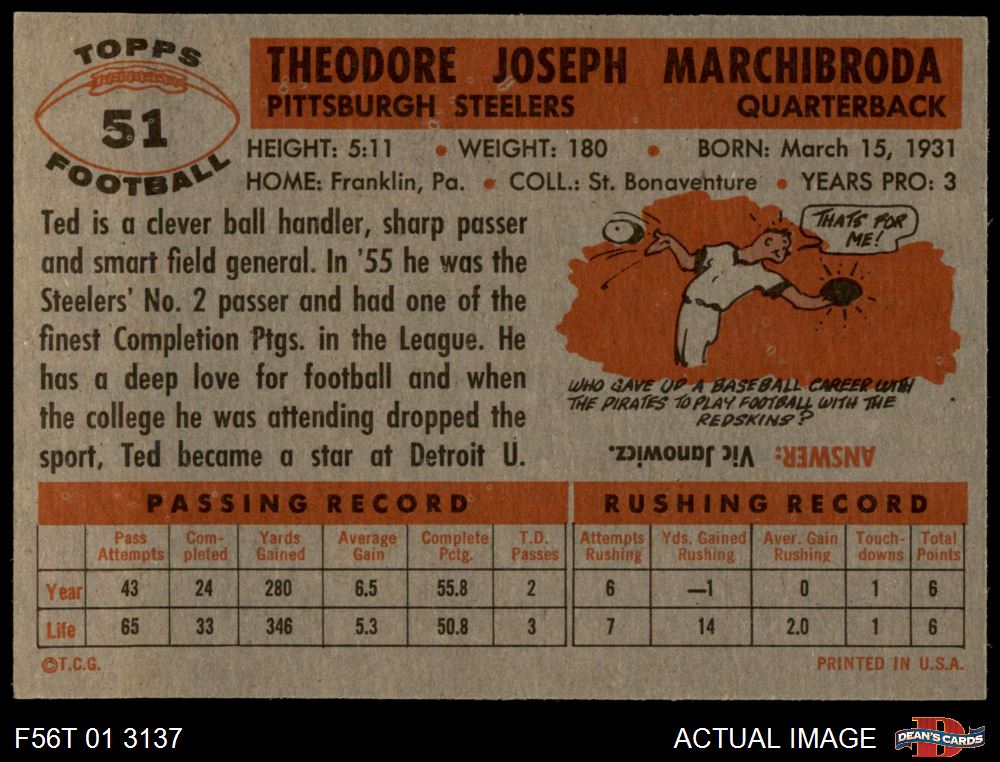 TOPPS
51
FOOTBALL
THEODORE JOSEPH MARCHIBRODA
PITTSBURGH STEELERS QUARTERBACK
HEIGHT: 5:11 • WEIGHT: 180 • BORN: March 15, 1931
HOME: Franklin, Pa. • COLL.: St. Bonaventure • YEARS PRO: 3
Ted is a clever ball handler, sharp passer
and smart field general. In '55 he was the
Steelers' No. 2 passer and had one of the
finest Completion Ptgs. in the League. He
has a deep love for football and when
the college he was attending dropped the
sport, Ted became a star at Detroit U.
THATS FOR
ME!
WHO GAVE UP A BASEBALL CAREER WITH
THE PIRATES TO PLAY FOOTBALL WITH THE
REDSKINS?
ANSWER: Vic Janowicz.
PASSING RECORD
Pass Attempts Com-pleted Yards Gained Average Gain Complete Pctg. T.D. Passes
Year 43 24 280 6.5 55.8 2
Life 65 33 346 5.3 50.8 3
RUSHING RECORD
Attempts Rushing Yds. Gained Rushing Aver. Gain Rushing Touch-downs Total Points
6 —1 0 1 6
7 14 2.0 1 6
©T.C.G. PRINTED IN U.S.A.
F56T 01 3137 ACTUAL IMAGE
D
DEAN'S CARDS